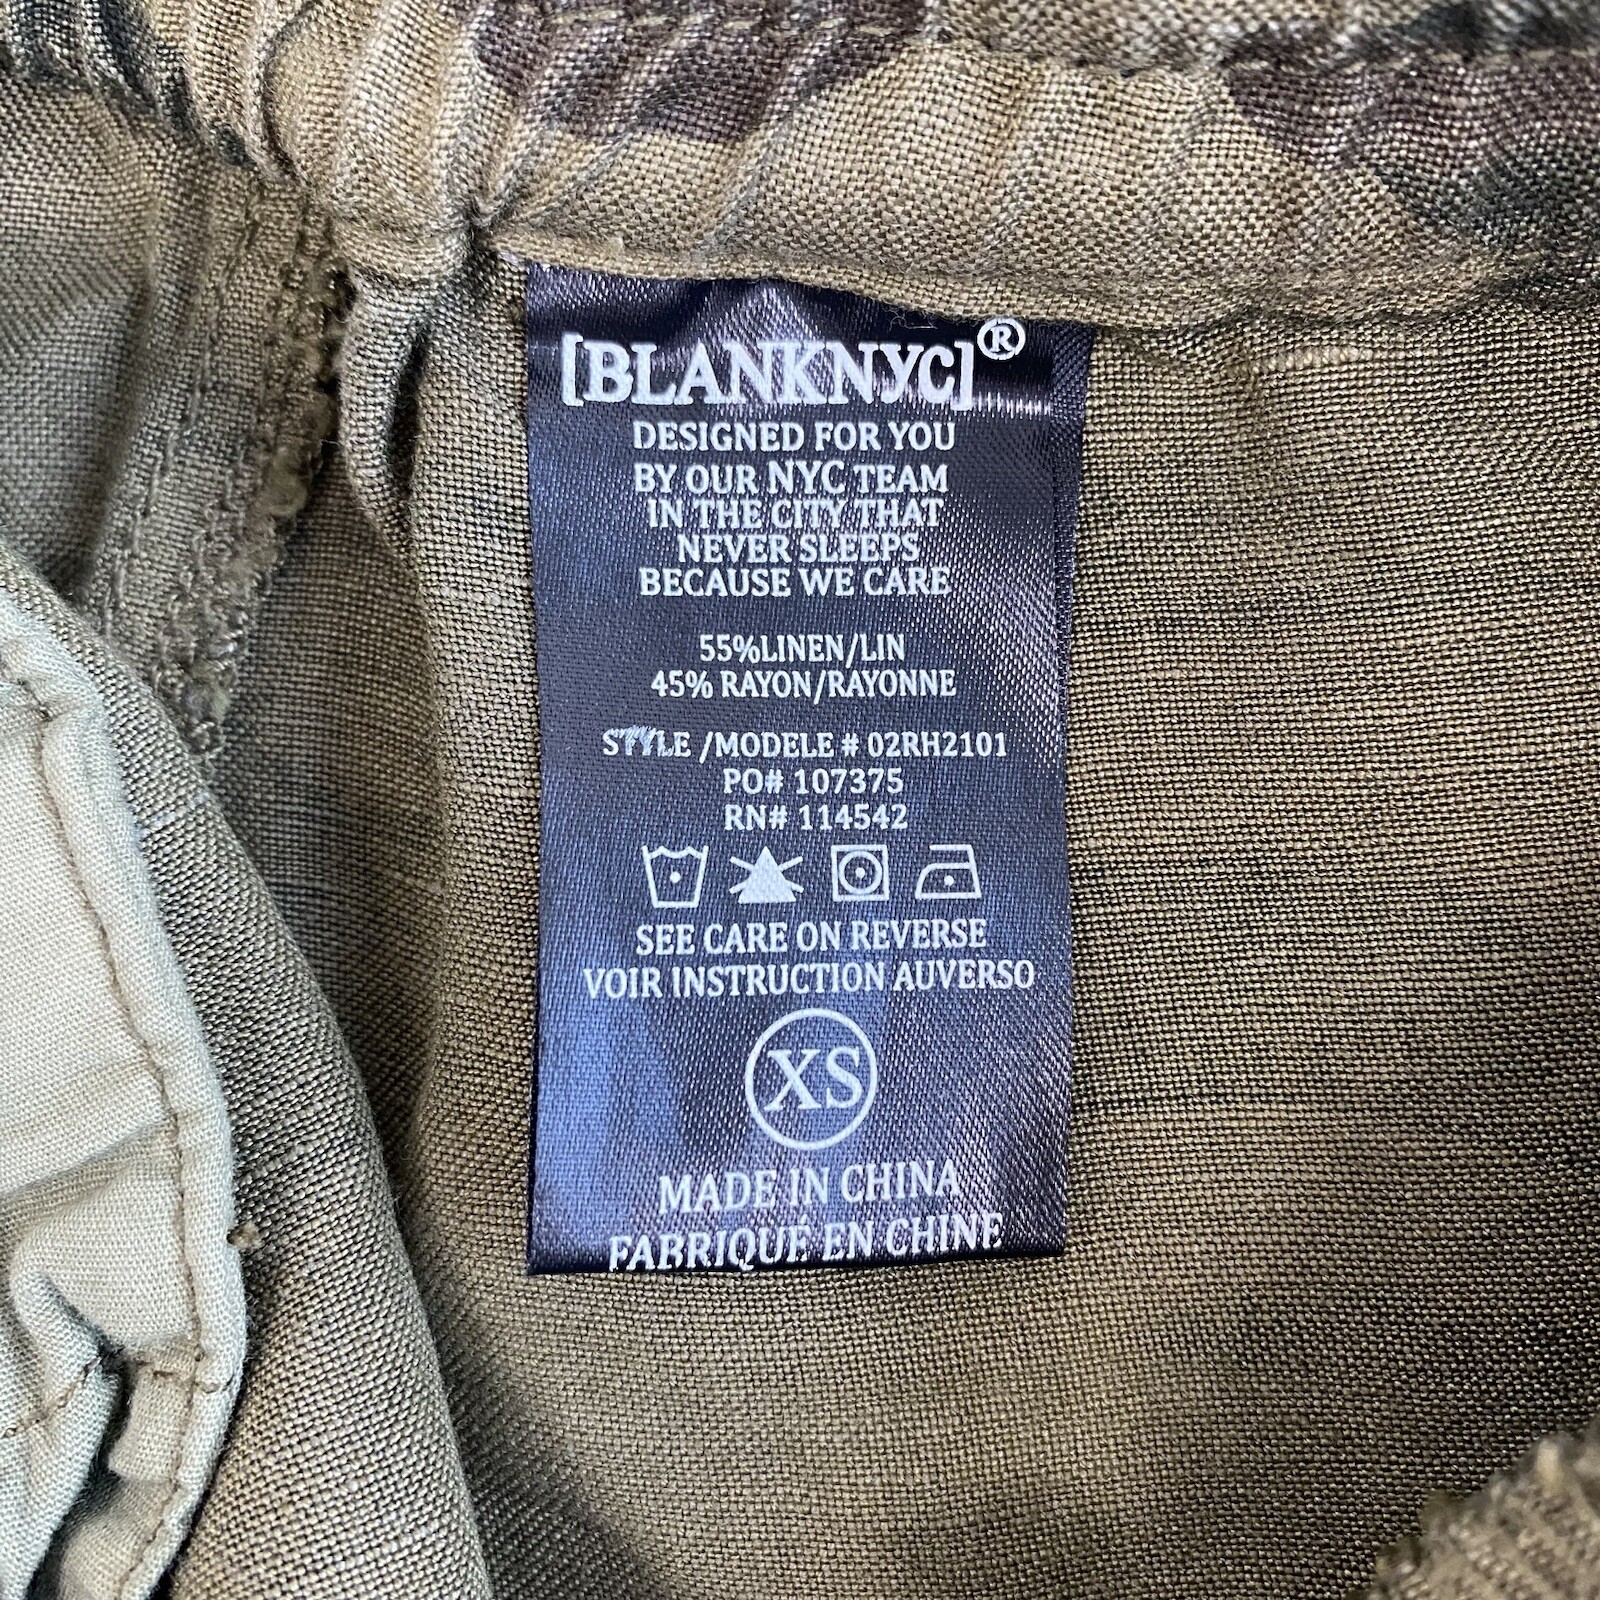 [BLANKNYC]®
DESIGNED FOR YOU
BY OUR NYC TEAM
IN THE CITY THAT
NEVER SLEEPS
BECAUSE WE CARE
55%LINEN/LIN
45% RAYON/RAYONNE
STYLE /MODELE # 02RH2101
PO# 107375
RN# 114542
SEE CARE ON REVERSE
VOIR INSTRUCTION AUVERSO
XS
MADE IN CHINA
FABRIQUÉ EN CHINE